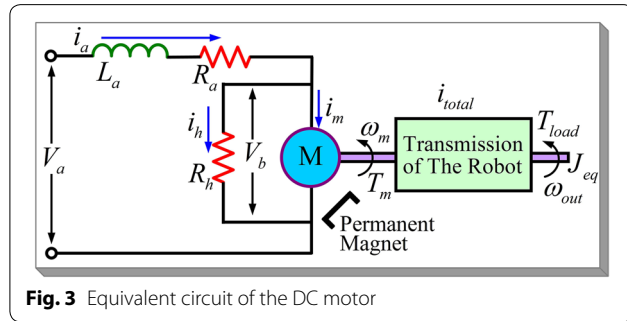 i_a
L_a
R_a
V_a
i_h
R_h
V_b
i_m
M
ω_m
T_m
i_total
Transmission
of The Robot
T_load
J_eq
ω_out
Permanent
Magnet
Fig. 3 Equivalent circuit of the DC motor